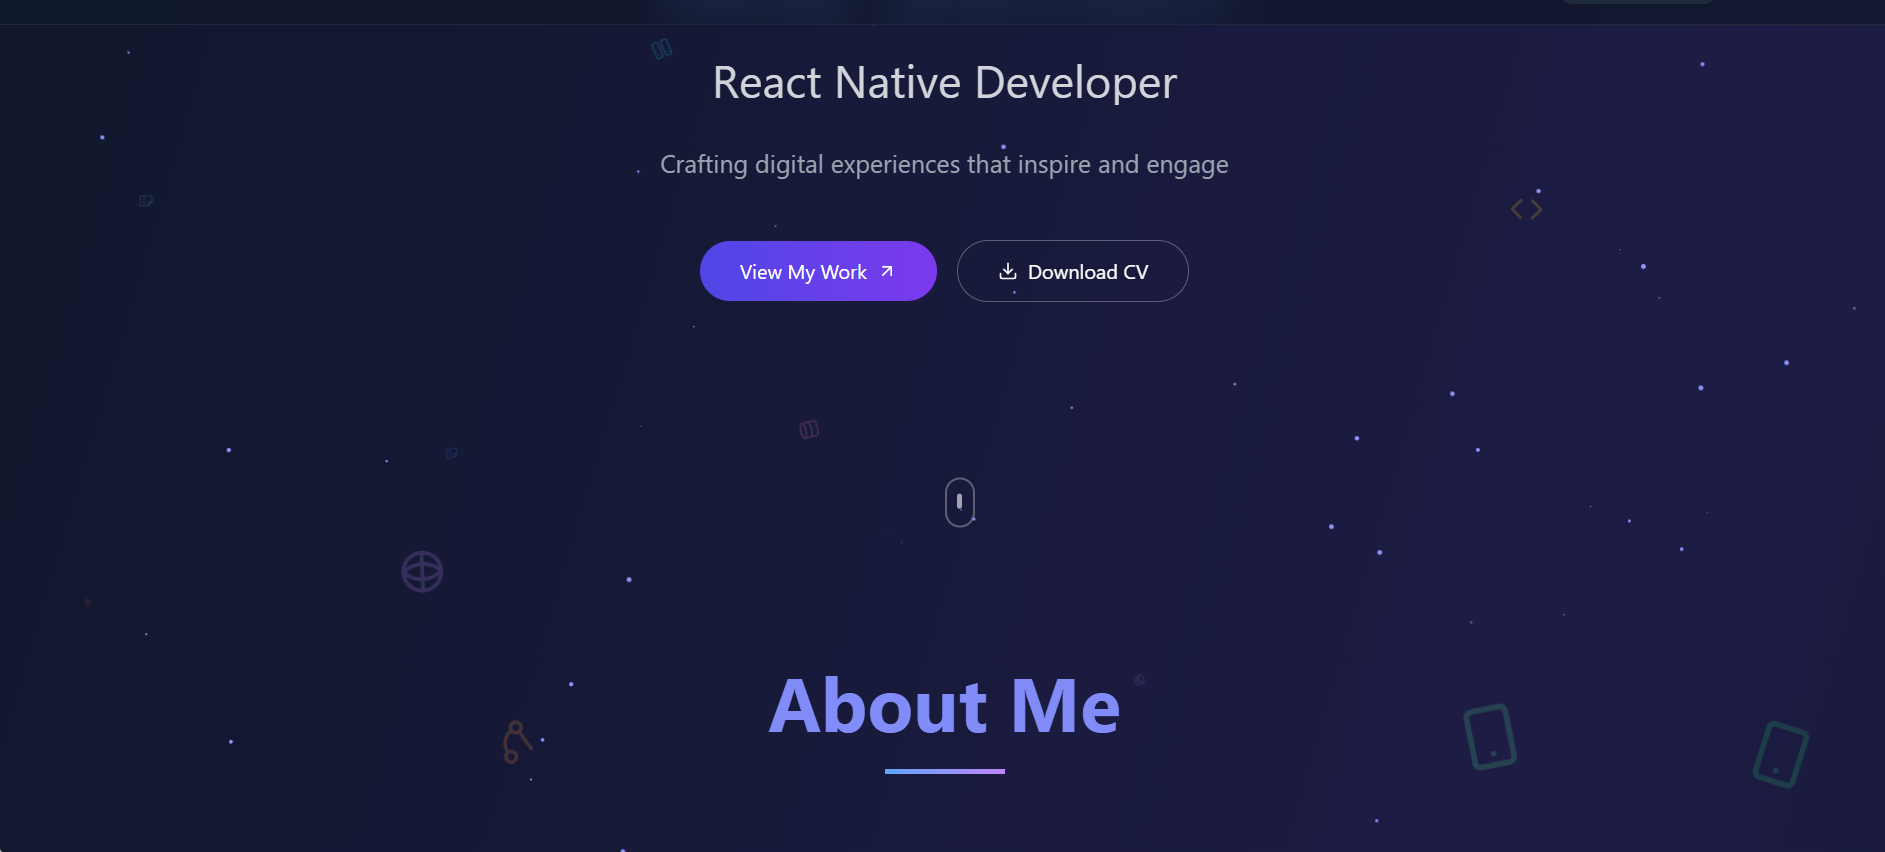 React Native Developer
Crafting digital experiences that inspire and engage
View My Work
Download CV
About Me